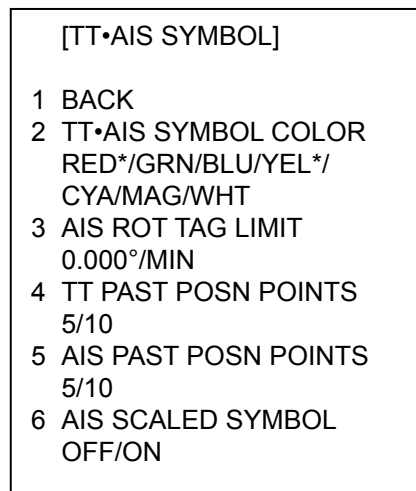 [TT•AIS SYMBOL]
1 BACK
2 TT•AIS SYMBOL COLOR
RED*/GRN/BLU/YEL*/
CYA/MAG/WHT
3 AIS ROT TAG LIMIT
0.000°/MIN
4 TT PAST POSN POINTS
5/10
5 AIS PAST POSN POINTS
5/10
6 AIS SCALED SYMBOL
OFF/ON